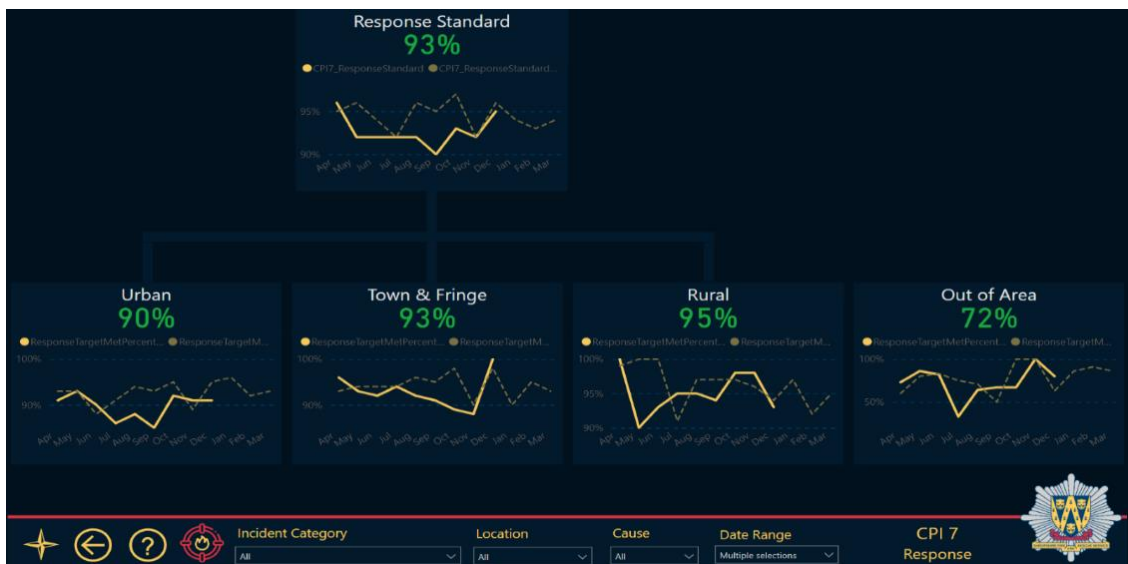 Response Standard
93%
CPI7_ResponseStandard CPI7_ResponseStandard...
95%
90%
Apr May Jun Jul Aug Sep Oct Nov Dec Jan Feb Mar
Urban
90%
ResponseTargetMetPercent... ResponseTargetM...
100%
90%
Apr May Jun Jul Aug Sep Oct Nov Dec Jan Feb Mar
Town & Fringe
93%
ResponseTargetMetPercent... ResponseTargetM...
100%
90%
Apr May Jun Jul Aug Sep Oct Nov Dec Jan Feb Mar
Rural
95%
ResponseTargetMetPercent... ResponseTargetM...
100%
95%
90%
Apr May Jun Jul Aug Sep Oct Nov Dec Jan Feb Mar
Out of Area
72%
ResponseTargetMetPercent... ResponseTargetM...
100%
50%
Apr May Jun Jul Aug Sep Oct Nov Dec Jan Feb Mar
?
Incident Category
All
Location
All
Cause
All
Date Range
Multiple selections
CPI 7
Response